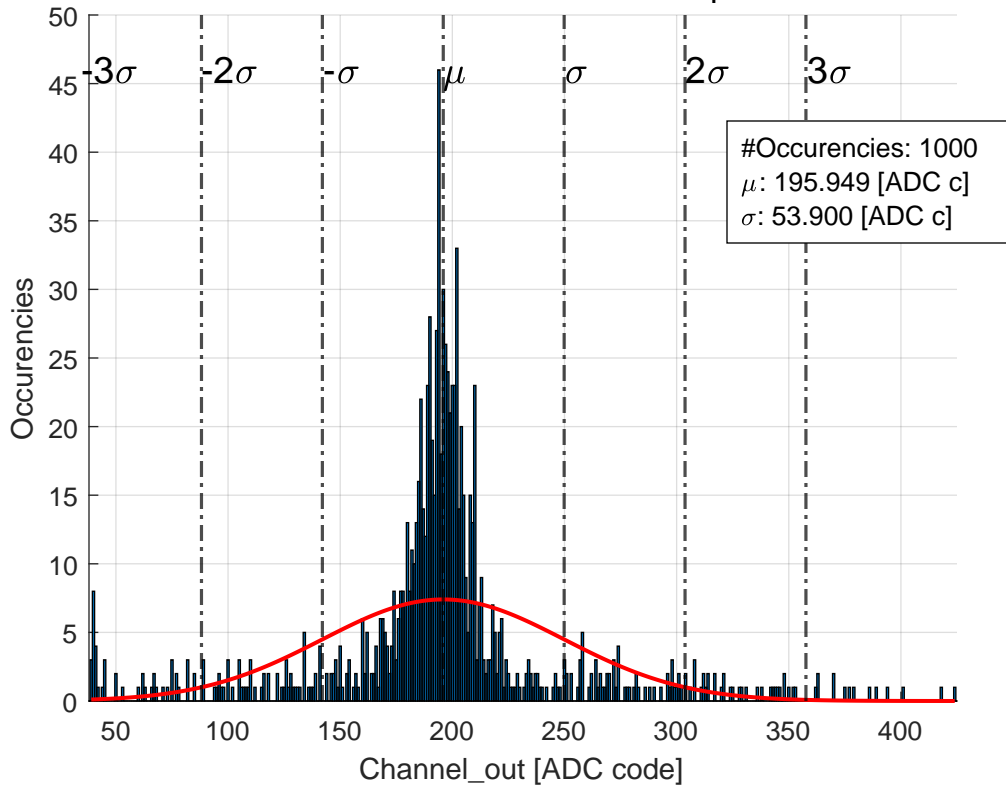 50
45
40
35
30
25
20
15
10
5
0
Occurencies
-3σ -2σ -σ μ σ 2σ 3σ
#Occurencies: 1000
μ: 195.949 [ADC c]
σ: 53.900 [ADC c]
50 100 150 200 250 300 350 400
Channel_out [ADC code]